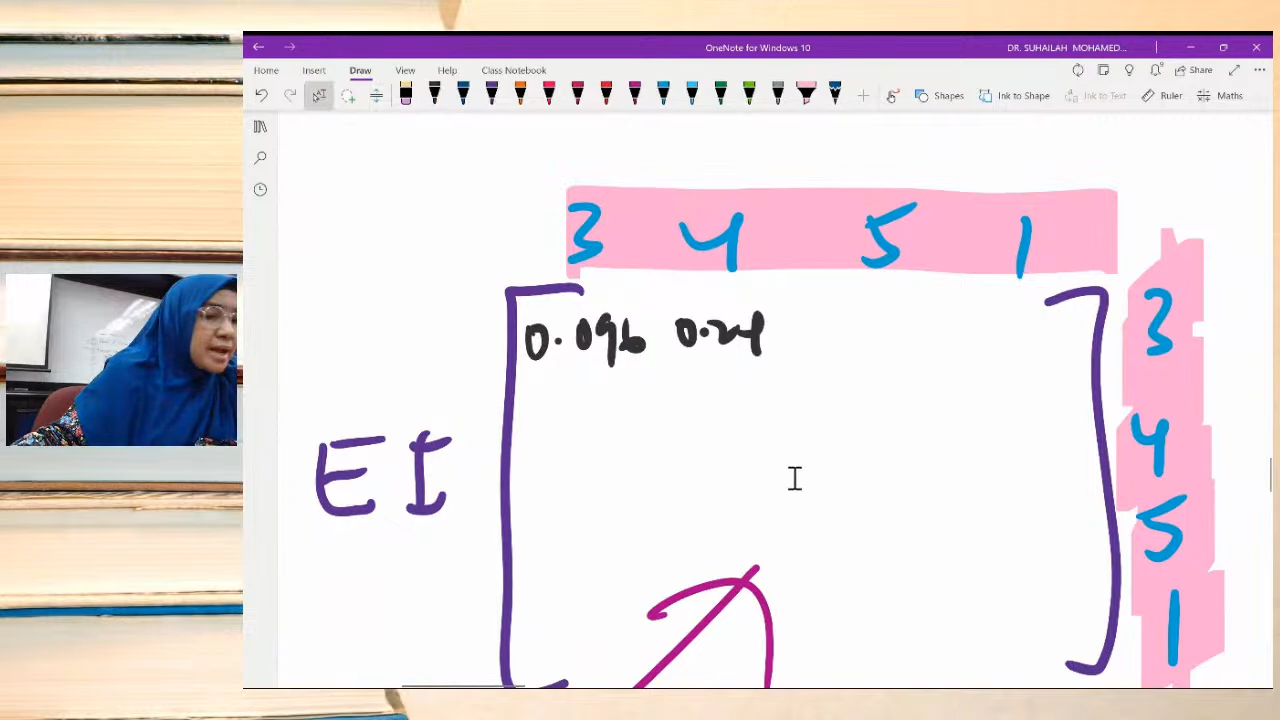 OneNote for Windows 10
DR. SUHAILAH MOHAMED...
Home Insert Draw View Help Class Notebook Share
Shapes Ink to Shape Ink to Text Ruler Maths
3 4 5 1
0.096 0.24
3
4
EI
5
1